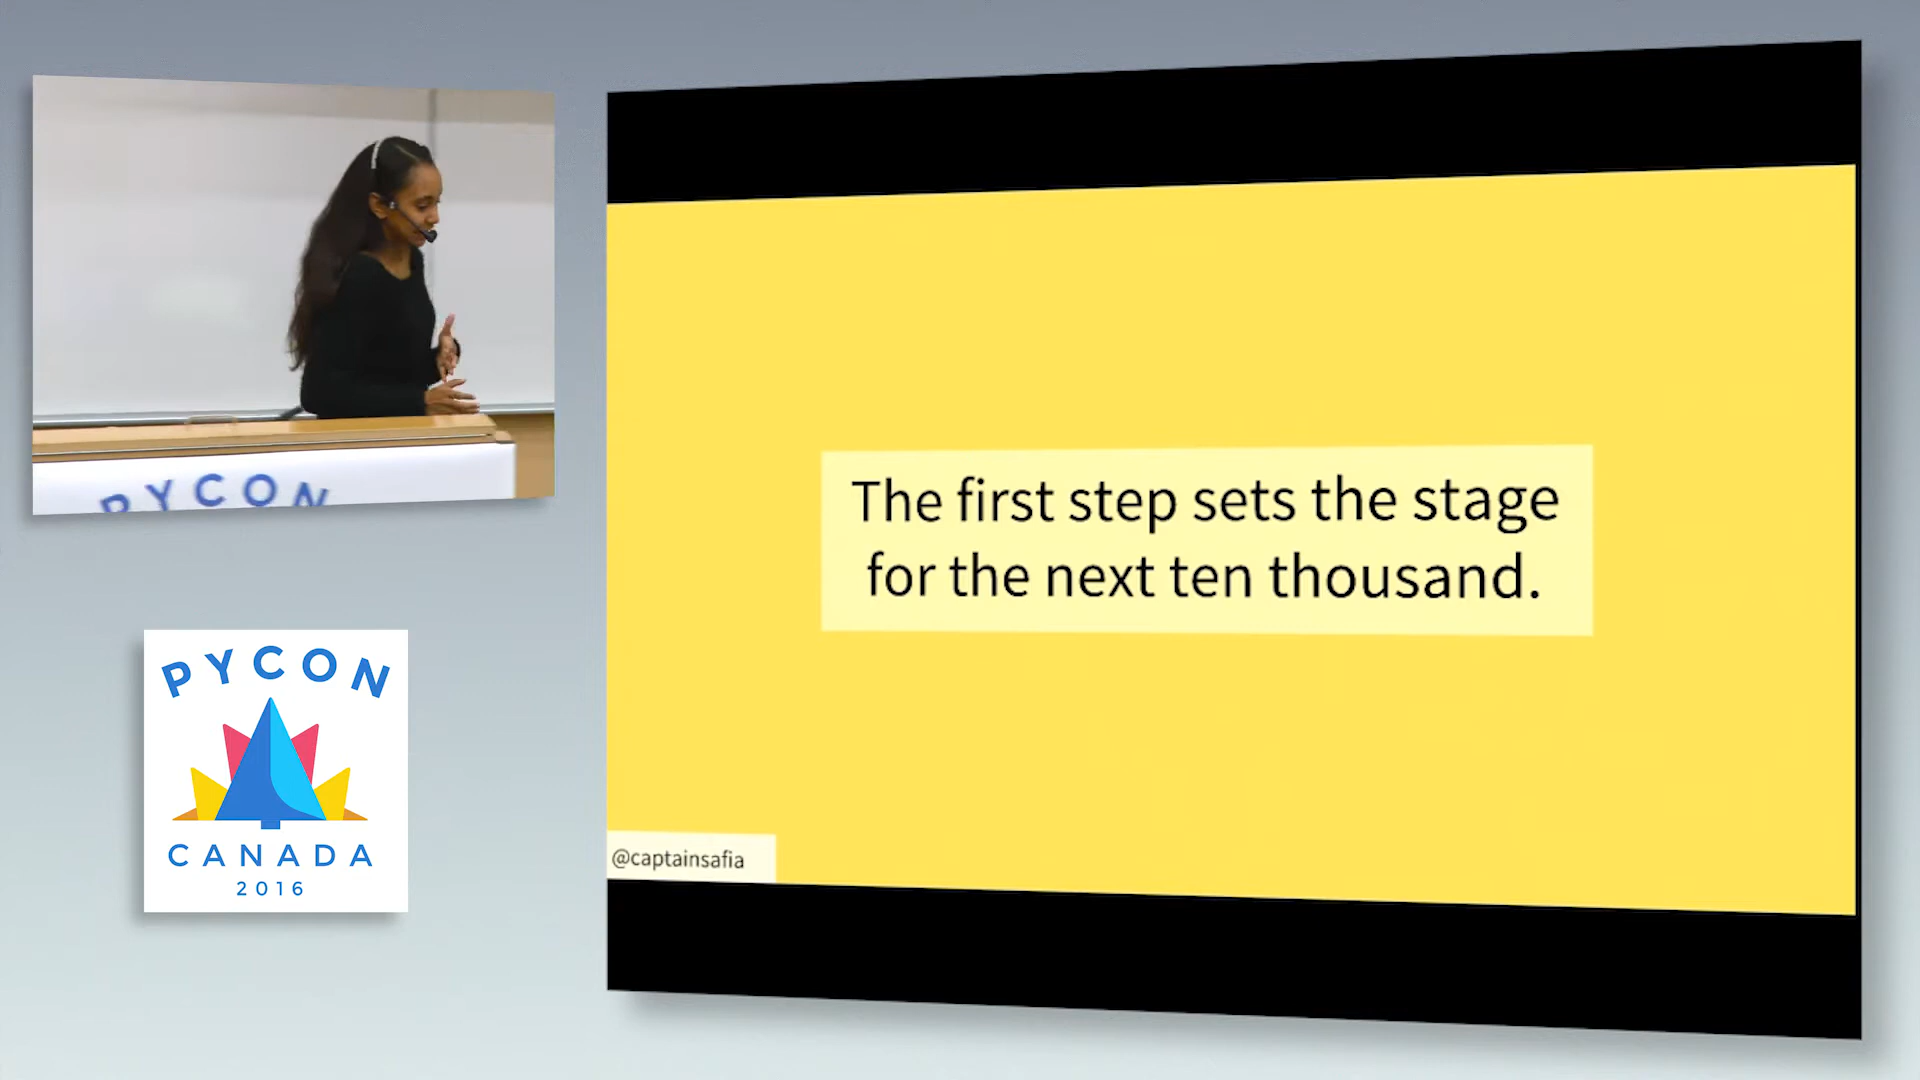 PYCON
PYCON
CANADA
2016
The first step sets the stage
for the next ten thousand.
@captainsafia